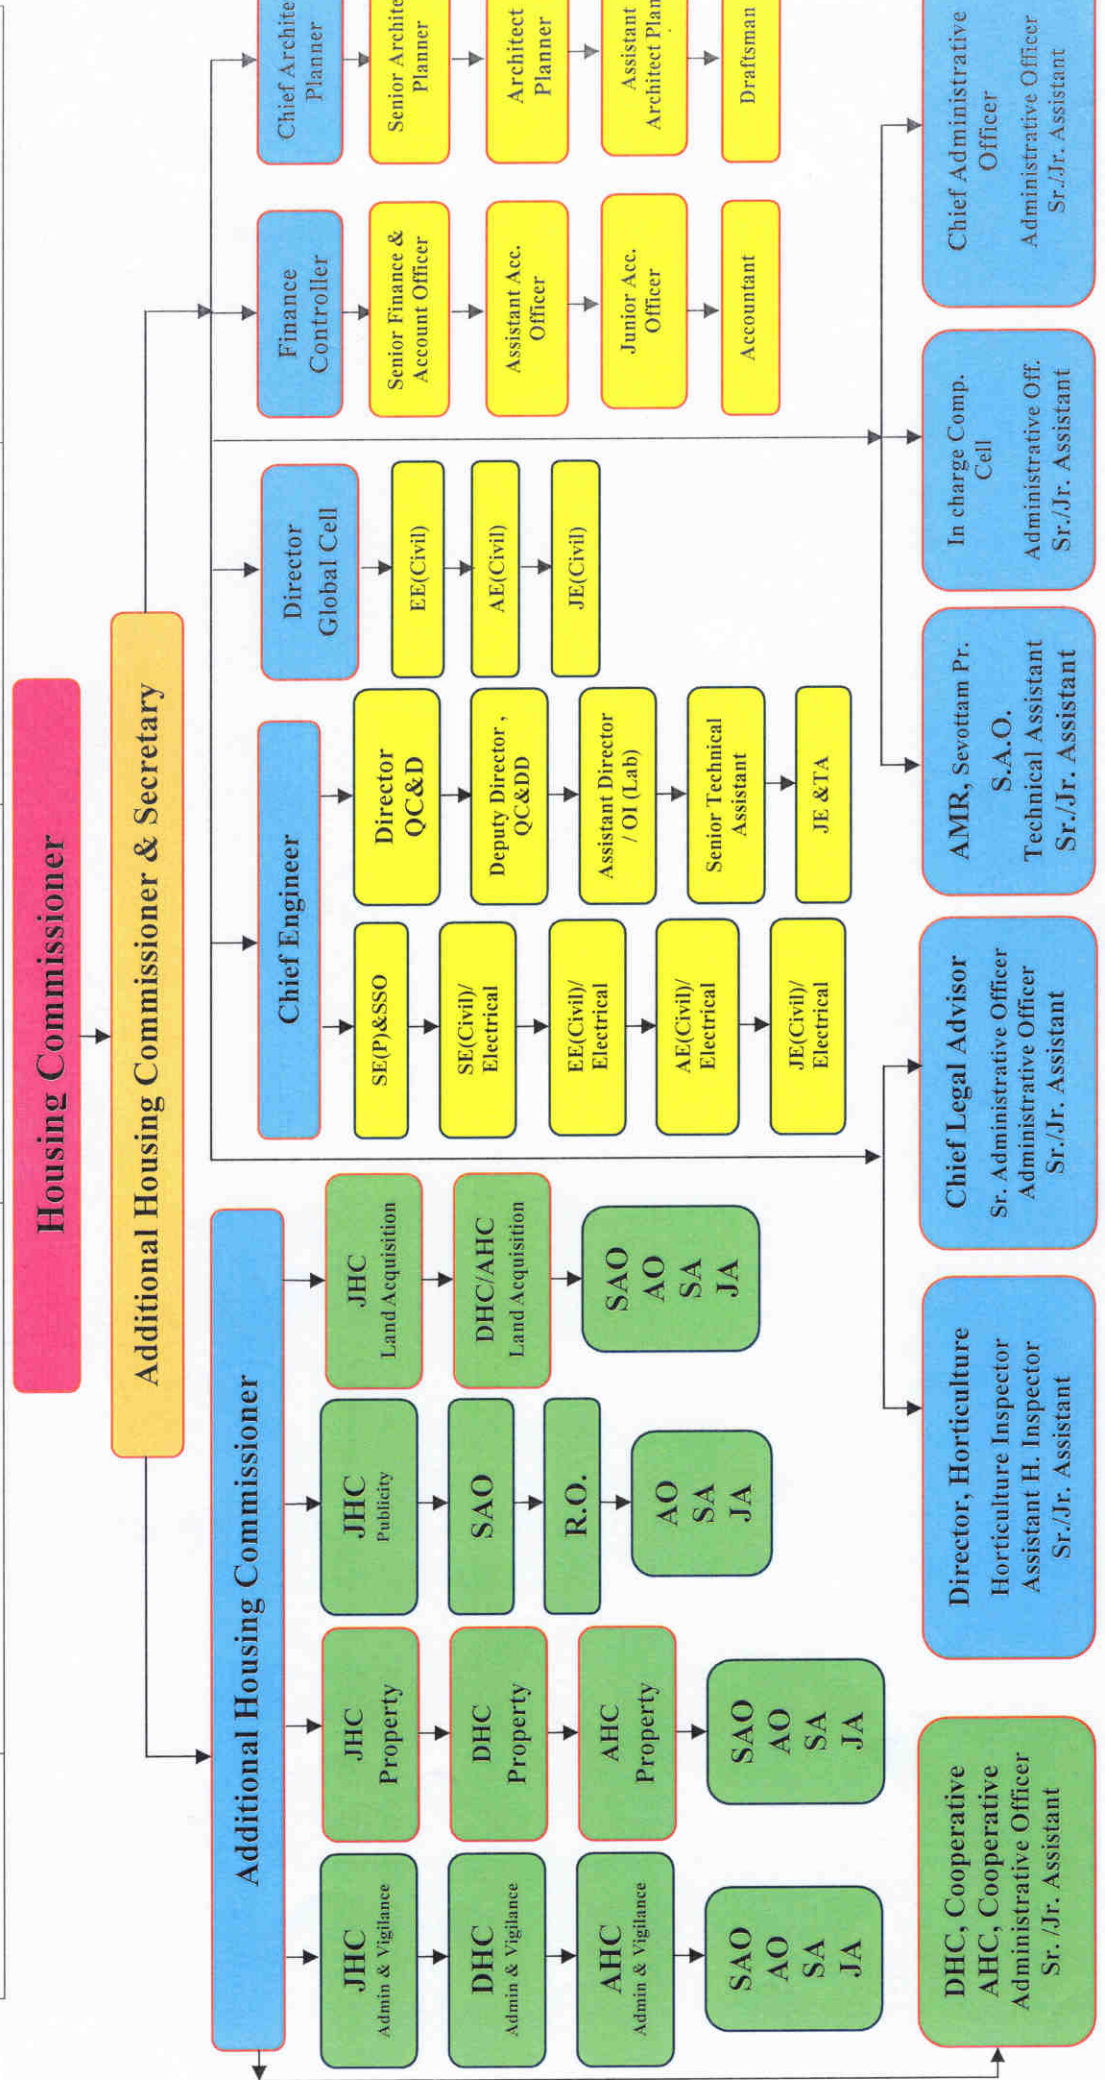 Housing Commissioner
Additional Housing Commissioner & Secretary
Additional Housing Commissioner
JHC
Admin & Vigilance
DHC
Admin & Vigilance
AHC
Admin & Vigilance
SAO
AO
SA
JA
JHC
Property
DHC
Property
AHC
Property
SAO
AO
SA
JA
JHC
Publicity
SAO
R.O.
AO
SA
JA
JHC
Land Acquisition
DHC/AHC
Land Acquisition
SAO
AO
SA
JA
Chief Engineer
SE(P)&SSO
SE(Civil)/
Electrical
EE(Civil)/
Electrical
AE(Civil)/
Electrical
JE(Civil)/
Electrical
Director
QC&D
Deputy Director ,
QC&DD
Assistant Director
/ OI (Lab)
Senior Technical
Assistant
JE &TA
Director
Global Cell
EE(Civil)
AE(Civil)
JE(Civil)
Finance
Controller
Senior Finance &
Account Officer
Assistant Acc.
Officer
Junior Acc.
Officer
Accountant
Chief Archite
Planner
Senior Archite
Planner
Architect
Planner
Assistant
Architect Plan
Draftsman
DHC, Cooperative
AHC, Cooperative
Administrative Officer
Sr. /Jr. Assistant
Director, Horticulture
Horticulture Inspector
Assistant H. Inspector
Sr./Jr. Assistant
Chief Legal Advisor
Sr. Administrative Officer
Administrative Officer
Sr./Jr. Assistant
AMR, Sevottam Pr.
S.A.O.
Technical Assistant
Sr./Jr. Assistant
In charge Comp.
Cell
Administrative Off.
Sr./Jr. Assistant
Chief Administrative
Officer
Administrative Officer
Sr./Jr. Assistant